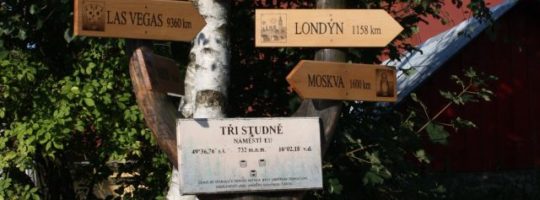 LAS VEGAS 9360 km
LONDÝN 1158 km
MOSKVA 1600 km
TŘI STUDNĚ
NÁMĚSTÍ EU
49°36,76' s.š. 732 m.n.m. 16°02,18' v.d.